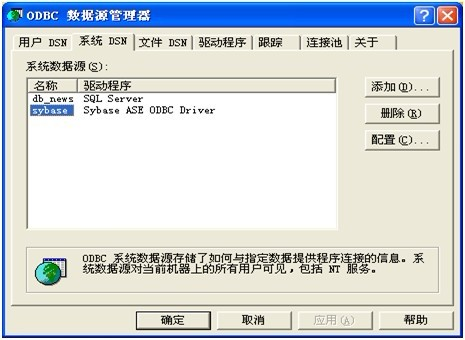 ODBC 数据源管理器
用户 DSN 系统 DSN 文件 DSN 驱动程序 跟踪 连接池 关于
系统数据源(S):
名称 驱动程序
db_news SQL Server
sybase Sybase ASE ODBC Driver
添加(D)...
删除(R)
配置(C)...
ODBC 系统数据源存储了如何与指定数据提供程序连接的信息。系
统数据源对当前机器上的所有用户可见,包括 NT 服务。
确定 取消 应用(A) 帮助